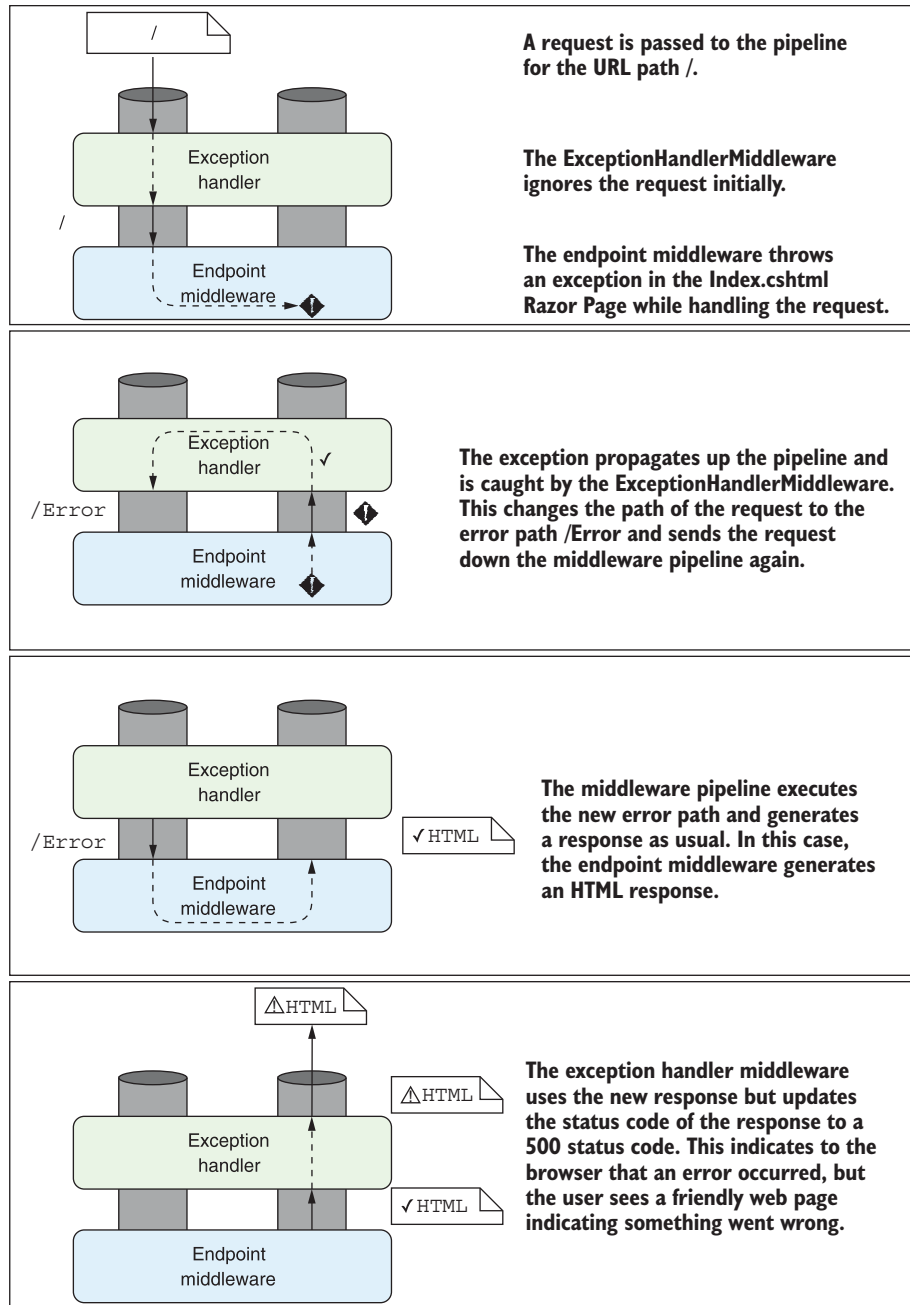 /
A request is passed to the pipeline
for the URL path /.
Exception
handler
The ExceptionHandlerMiddleware
ignores the request initially.
/
Endpoint
middleware
The endpoint middleware throws
an exception in the Index.cshtml
Razor Page while handling the request.
Exception
handler
/Error
Endpoint
middleware
The exception propagates up the pipeline and
is caught by the ExceptionHandlerMiddleware.
This changes the path of the request to the
error path /Error and sends the request
down the middleware pipeline again.
Exception
handler
/Error
✓HTML
Endpoint
middleware
The middleware pipeline executes
the new error path and generates
a response as usual. In this case,
the endpoint middleware generates
an HTML response.
⚠HTML
⚠HTML
Exception
handler
✓HTML
Endpoint
middleware
The exception handler middleware
uses the new response but updates
the status code of the response to a
500 status code. This indicates to the
browser that an error occurred, but
the user sees a friendly web page
indicating something went wrong.